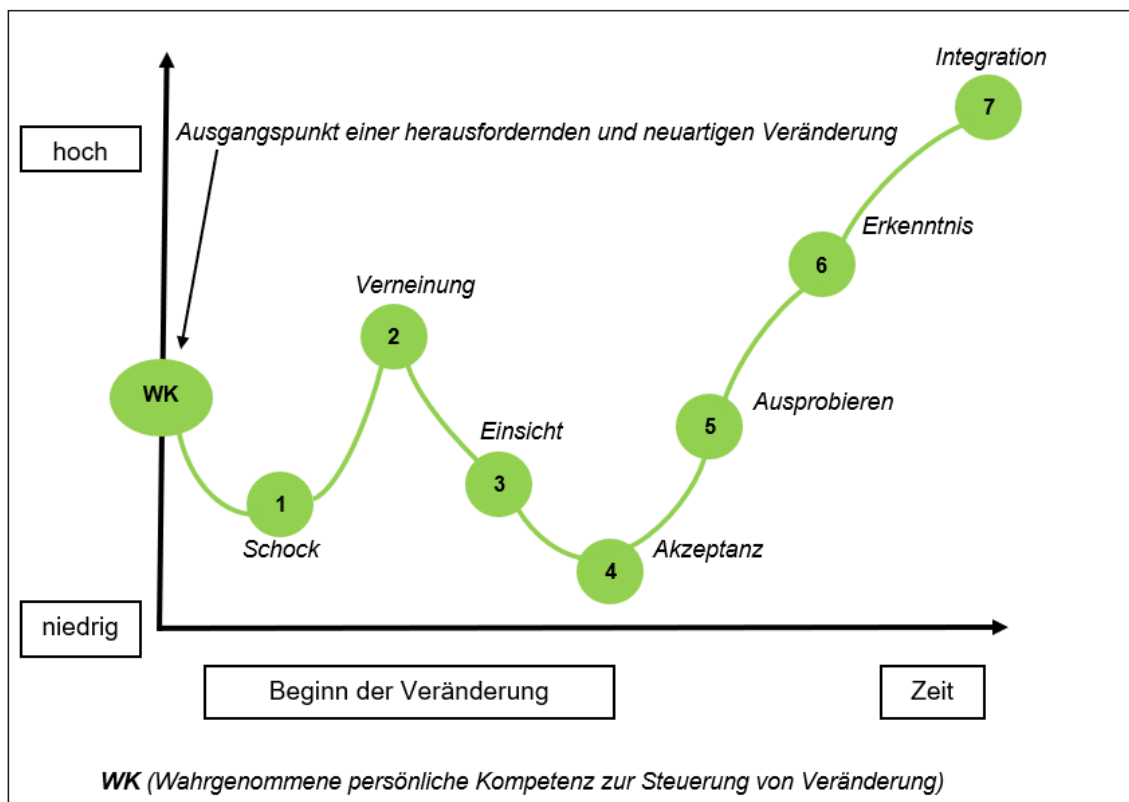 Integration
7
Ausgangspunkt einer herausfordernden und neuartigen Veränderung
hoch
Erkenntnis
6
Verneinung
2
WK
Ausprobieren
5
Einsicht
3
1
Schock
Akzeptanz
4
niedrig
Beginn der Veränderung
Zeit
WK (Wahrgenommene persönliche Kompetenz zur Steuerung von Veränderung)